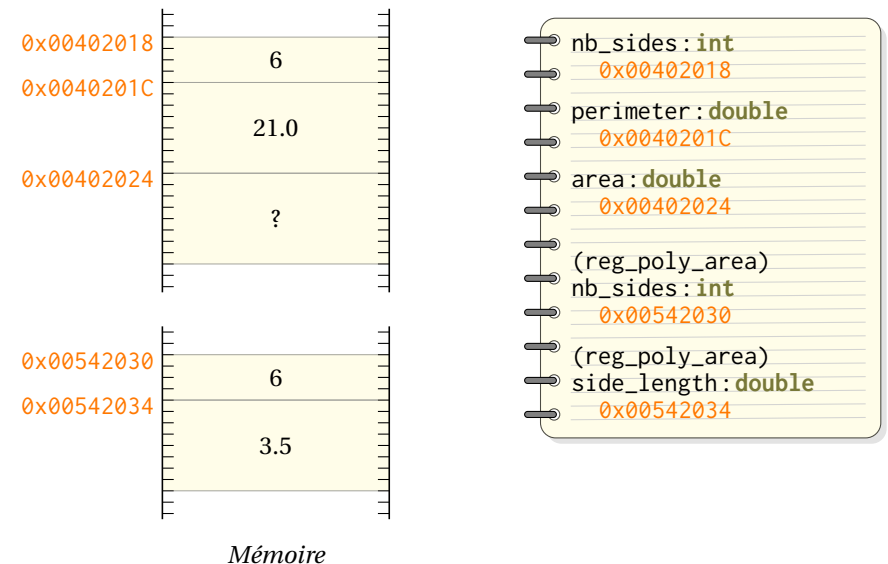 0x00402018
6
0x0040201C
21.0
0x00402024
?
0x00542030
6
0x00542034
3.5
Mémoire
nb_sides:int
0x00402018
perimeter:double
0x0040201C
area:double
0x00402024
(reg_poly_area)
nb_sides:int
0x00542030
(reg_poly_area)
side_length:double
0x00542034